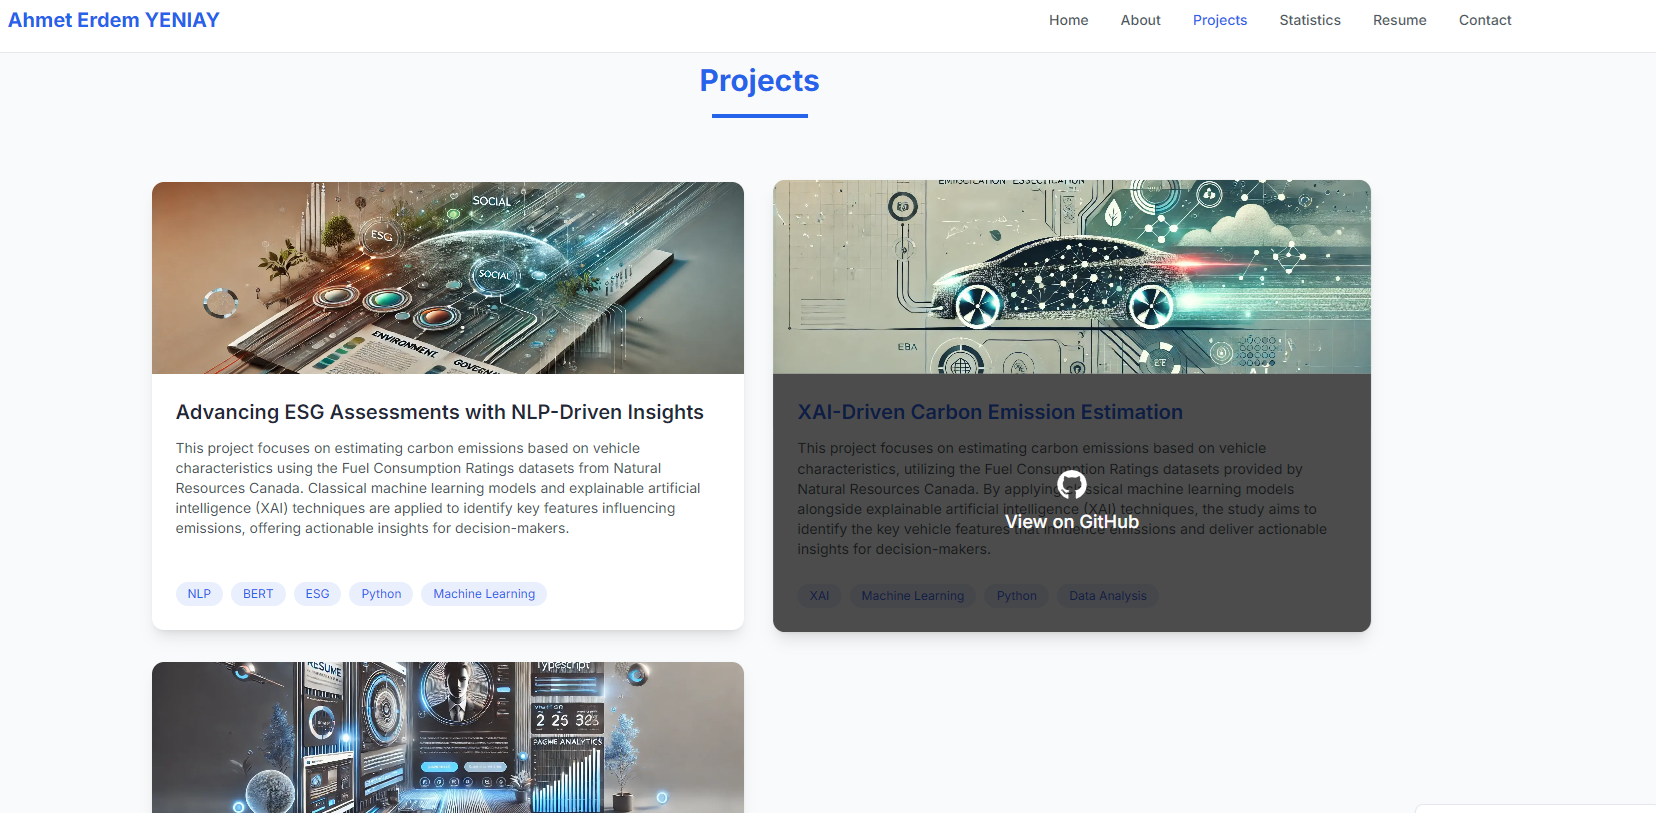 Ahmet Erdem YENIAY
Home About Projects Statistics Resume Contact
Projects
SOCIAL
ESG
SOCIAL
ENVIRONMENT
EBA
Advancing ESG Assessments with NLP-Driven Insights
This project focuses on estimating carbon emissions based on vehicle
characteristics using the Fuel Consumption Ratings datasets from Natural
Resources Canada. Classical machine learning models and explainable artificial
intelligence (XAI) techniques are applied to identify key features influencing
emissions, offering actionable insights for decision-makers.
NLP BERT ESG Python Machine Learning
XAI-Driven Carbon Emission Estimation
This project focuses on estimating carbon emissions based on vehicle
characteristics, utilizing the Fuel Consumption Ratings datasets provided by
Natural Resources Canada. By applying classical machine learning models
alongside explainable artificial intelligence (XAI) techniques, the study aims to
identify the key vehicle features that influence emissions and deliver actionable
insights for decision-makers.
View on GitHub
XAI Machine Learning Python Data Analysis
RESUME
Typescript
2 25 323
PACME ANALYTICS